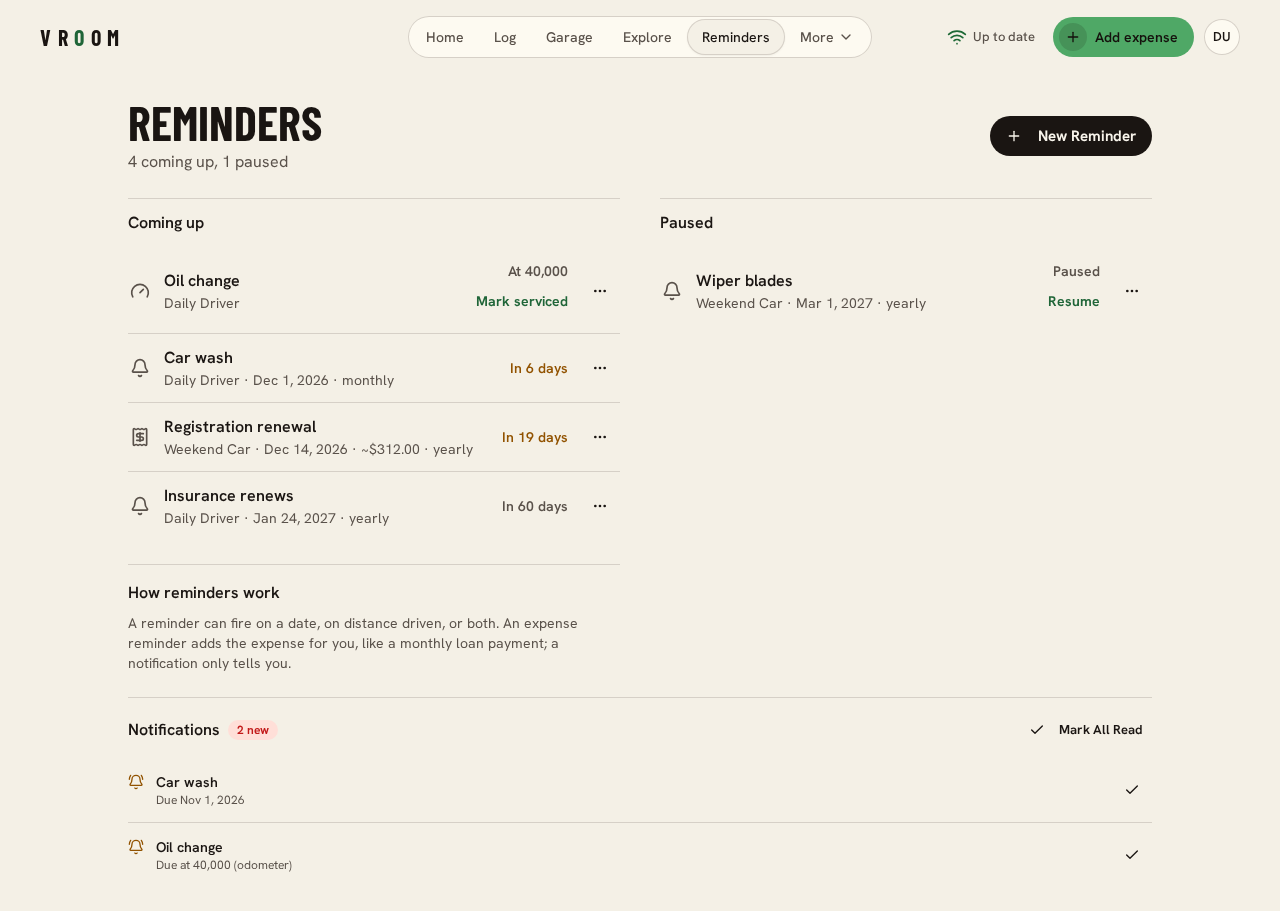 VROOM
Home Log Garage Explore Reminders More
Up to date
Add expense
DU
REMINDERS
4 coming up, 1 paused
New Reminder
Coming up
Oil change
Daily Driver
At 40,000
Mark serviced
Car wash
Daily Driver · Dec 1, 2026 · monthly
In 6 days
Registration renewal
Weekend Car · Dec 14, 2026 · ~$312.00 · yearly
In 19 days
Insurance renews
Daily Driver · Jan 24, 2027 · yearly
In 60 days
Paused
Wiper blades
Weekend Car · Mar 1, 2027 · yearly
Paused
Resume
How reminders work
A reminder can fire on a date, on distance driven, or both. An expense
reminder adds the expense for you, like a monthly loan payment; a
notification only tells you.
Notifications 2 new
Mark All Read
Car wash
Due Nov 1, 2026
Oil change
Due at 40,000 (odometer)